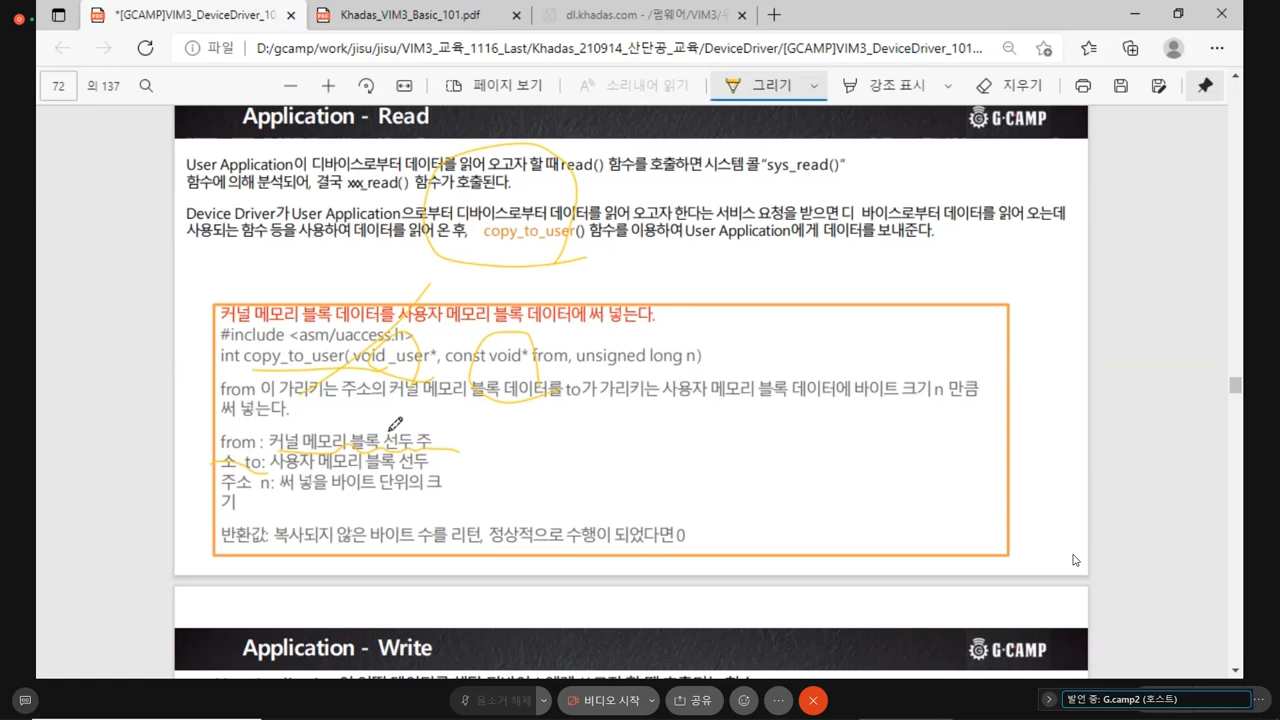 *[GCAMP]VIM3_DeviceDriver_10
Khadas_VIM3_Basic_101.pdf
dl.khadas.com - /펌웨어/VIM3/
파일
D:/gcamp/work/jisu/jisu/VIM3_교육_1116_Last/Khadas_210914_산단공_교육/DeviceDriver/[GCAMP]VIM3_DeviceDriver_101...
72 의 137
페이지 보기
소리내어 읽기
그리기
강조 표시
지우기
Application - Read
G·CAMP
User Application이 디바이스로부터 데이터를 읽어 오고자 할 때 read() 함수를 호출하면 시스템 콜 “sys_read()“
함수에 의해 분석되어, 결국 xxx_read() 함수가 호출된다.
Device Driver가 User Application으로부터 디바이스로부터 데이터를 읽어 오고자 한다는 서비스 요청을 받으면 디 바이스로부터 데이터를 읽어 오는데
사용되는 함수 등을 사용하여 데이터를 읽어 온 후, copy_to_user() 함수를 이용하여 User Application에게 데이터를 보내준다.
커널 메모리 블록 데이터를 사용자 메모리 블록 데이터에 써 넣는다.
#include <asm/uaccess.h>
int copy_to_user( void _user*, const void* from, unsigned long n)
from 이 가리키는 주소의 커널 메모리 블록 데이터를 to가 가리키는 사용자 메모리 블록 데이터에 바이트 크기 n 만큼
써 넣는다.
from : 커널 메모리 블록 선두 주
소 to: 사용자 메모리 블록 선두
주소 n: 써 넣을 바이트 단위의 크
기
반환값: 복사되지 않은 바이트 수를 리턴, 정상적으로 수행이 되었다면 0
Application - Write
G·CAMP
음소거 해제
비디오 시작
공유
발언 중: G.camp2 (호스트)